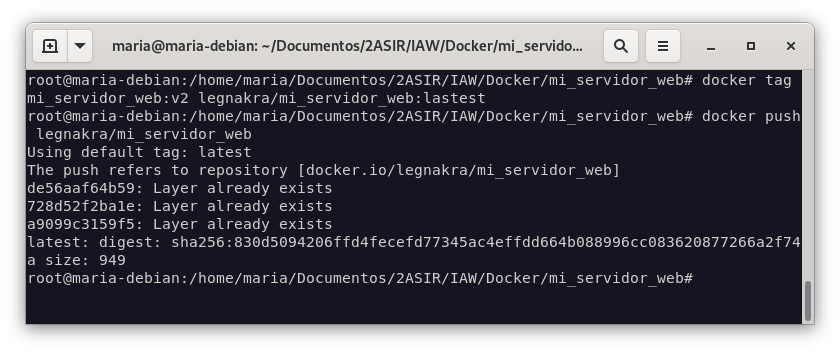 maria@maria-debian: ~/Documentos/2ASIR/IAW/Docker/mi_servido...
root@maria-debian:/home/maria/Documentos/2ASIR/IAW/Docker/mi_servidor_web# docker tag
mi_servidor_web:v2 legnakra/mi_servidor_web:lastest
root@maria-debian:/home/maria/Documentos/2ASIR/IAW/Docker/mi_servidor_web# docker push
legnakra/mi_servidor_web
Using default tag: latest
The push refers to repository [docker.io/legnakra/mi_servidor_web]
de56aaf64b59: Layer already exists
728d52f2ba1e: Layer already exists
a9099c3159f5: Layer already exists
latest: digest: sha256:830d5094206ffd4fecefd77345ac4effdd664b088996cc083620877266a2f74
a size: 949
root@maria-debian:/home/maria/Documentos/2ASIR/IAW/Docker/mi_servidor_web#